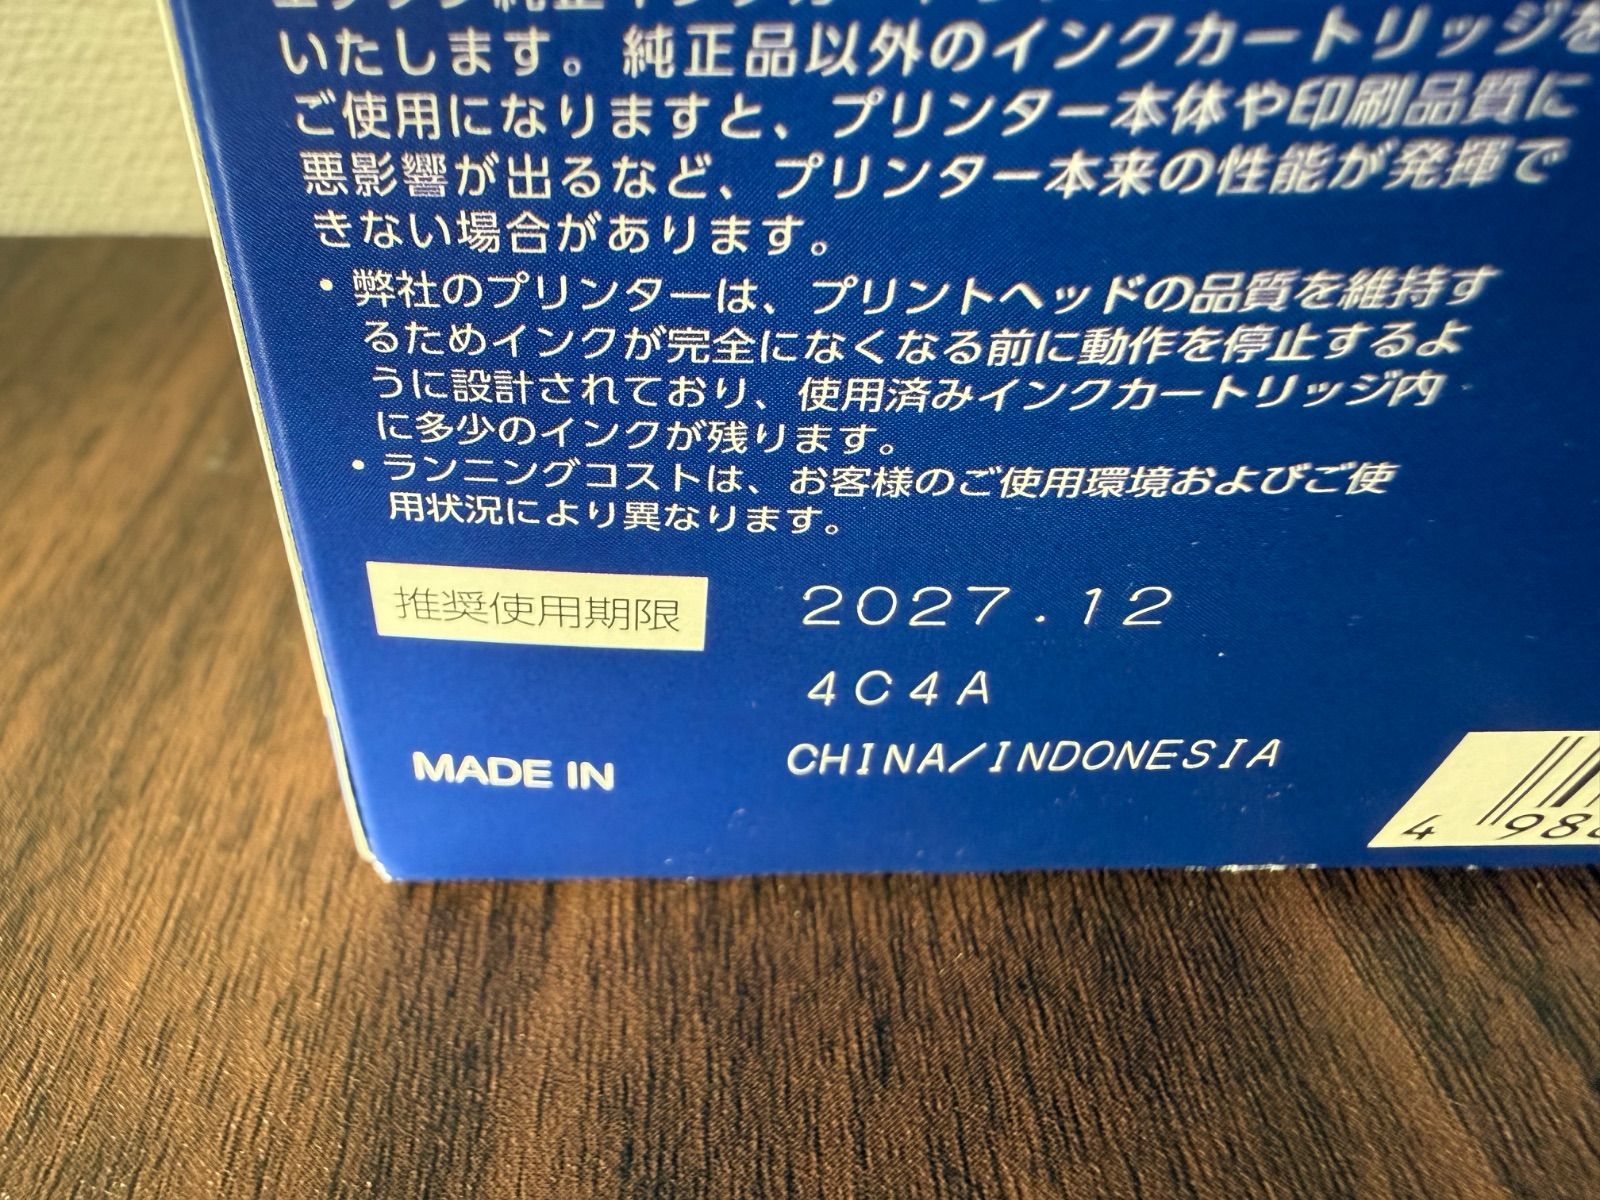 いたします。純正品以外のインクカートリッジを
ご使用になりますと、プリンター本体や印刷品質に
悪影響が出るなど、プリンター本来の性能が発揮で
きない場合があります。
・弊社のプリンターは、プリントヘッドの品質を維持す
るためインクが完全になくなる前に動作を停止するよ
うに設計されており、使用済みインクカートリッジ内
に多少のインクが残ります。
・ランニングコストは、お客様のご使用環境およびご使
用状況により異なります。
推奨使用期限 2027.12
4C4A
MADE IN CHINA/INDONESIA
4 98